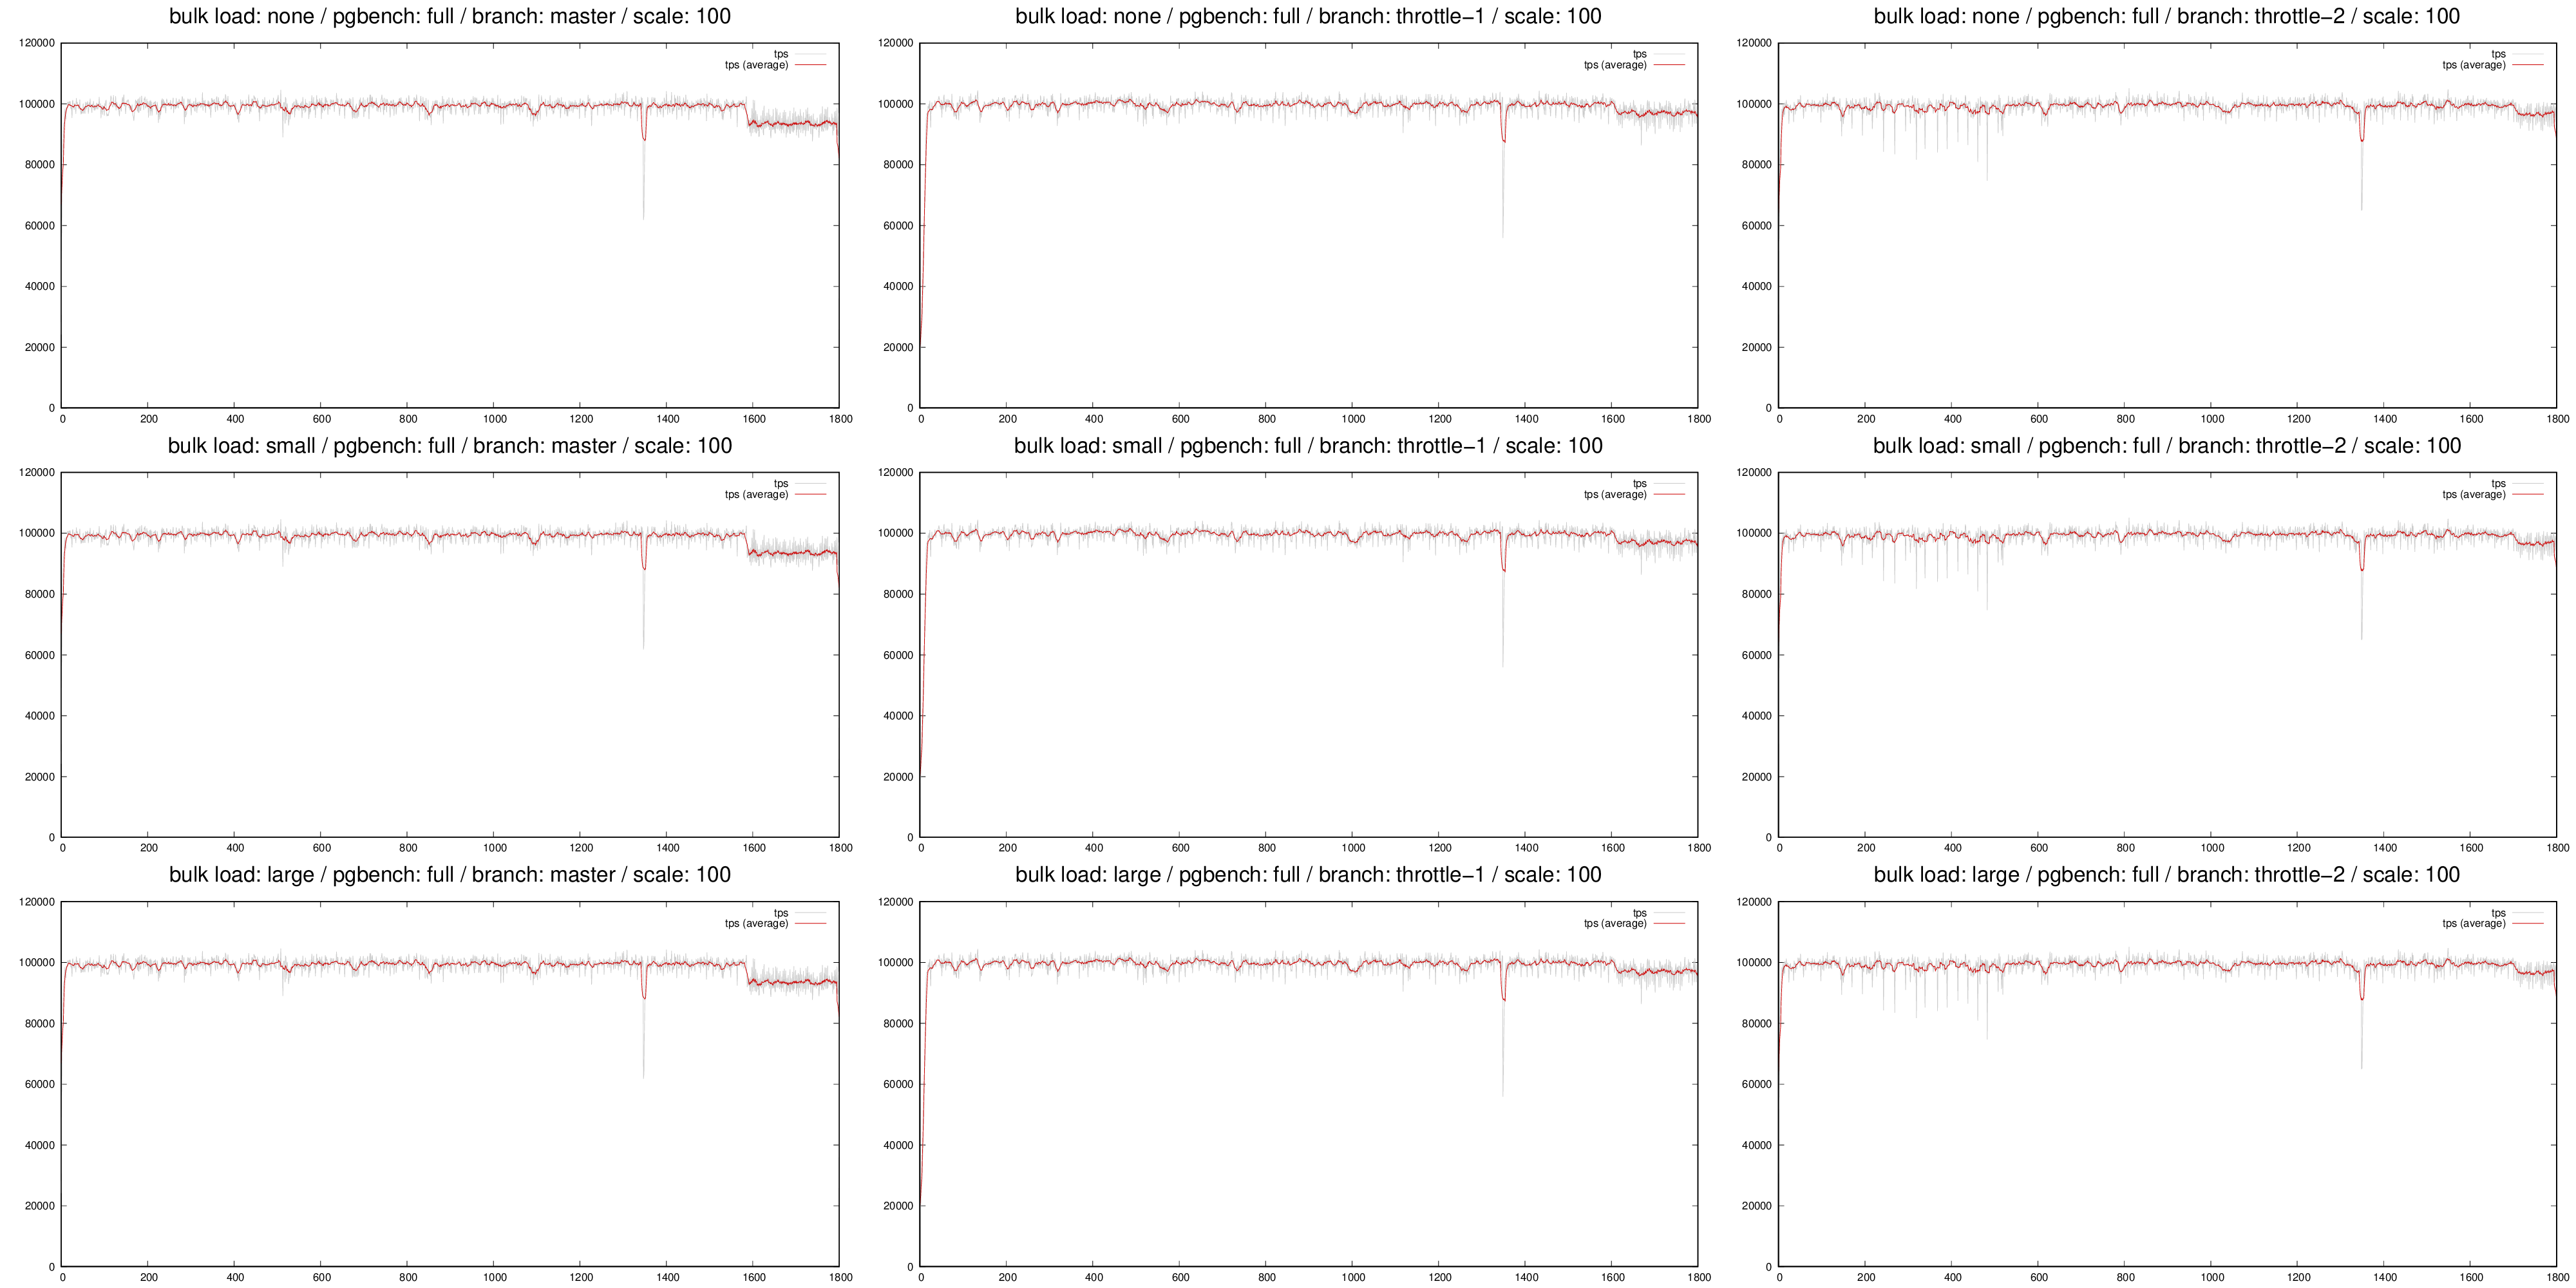 bulk load: none / pgbench: full / branch: master / scale: 100
120000
100000
80000
60000
40000
20000
0
tps
tps (average)
0 200 400 600 800 1000 1200 1400 1600 1800
bulk load: none / pgbench: full / branch: throttle−1 / scale: 100
120000
100000
80000
60000
40000
20000
0
tps
tps (average)
0 200 400 600 800 1000 1200 1400 1600 1800
bulk load: none / pgbench: full / branch: throttle−2 / scale: 100
120000
100000
80000
60000
40000
20000
0
tps
tps (average)
0 200 400 600 800 1000 1200 1400 1600 1800
bulk load: small / pgbench: full / branch: master / scale: 100
120000
100000
80000
60000
40000
20000
0
tps
tps (average)
0 200 400 600 800 1000 1200 1400 1600 1800
bulk load: small / pgbench: full / branch: throttle−1 / scale: 100
120000
100000
80000
60000
40000
20000
0
tps
tps (average)
0 200 400 600 800 1000 1200 1400 1600 1800
bulk load: small / pgbench: full / branch: throttle−2 / scale: 100
120000
100000
80000
60000
40000
20000
0
tps
tps (average)
0 200 400 600 800 1000 1200 1400 1600 1800
bulk load: large / pgbench: full / branch: master / scale: 100
120000
100000
80000
60000
40000
20000
0
tps
tps (average)
0 200 400 600 800 1000 1200 1400 1600 1800
bulk load: large / pgbench: full / branch: throttle−1 / scale: 100
120000
100000
80000
60000
40000
20000
0
tps
tps (average)
0 200 400 600 800 1000 1200 1400 1600 1800
bulk load: large / pgbench: full / branch: throttle−2 / scale: 100
120000
100000
80000
60000
40000
20000
0
tps
tps (average)
0 200 400 600 800 1000 1200 1400 1600 1800